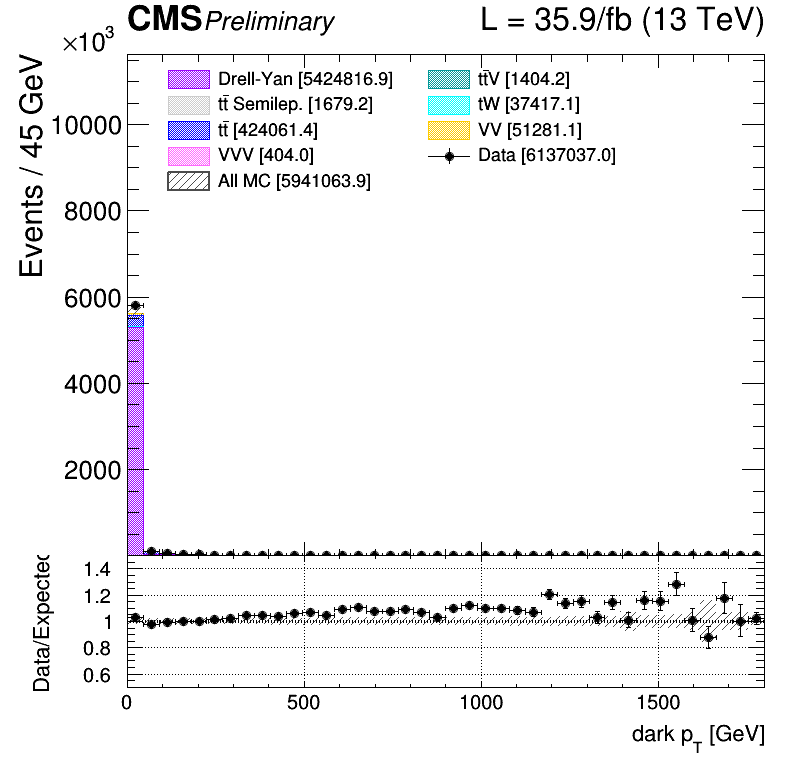 CMS Preliminary L = 35.9/fb (13 TeV)
×10³
Events / 45 GeV
Drell-Yan [5424816.9]
tt̄ Semilep. [1679.2]
tt̄ [424061.4]
VVV [404.0]
All MC [5941063.9]
tt̄V [1404.2]
tW [37417.1]
VV [51281.1]
Data [6137037.0]
10000
8000
6000
4000
2000
Data/Expected
1.4
1.2
1
0.8
0.6
0 500 1000 1500
dark p_T [GeV]